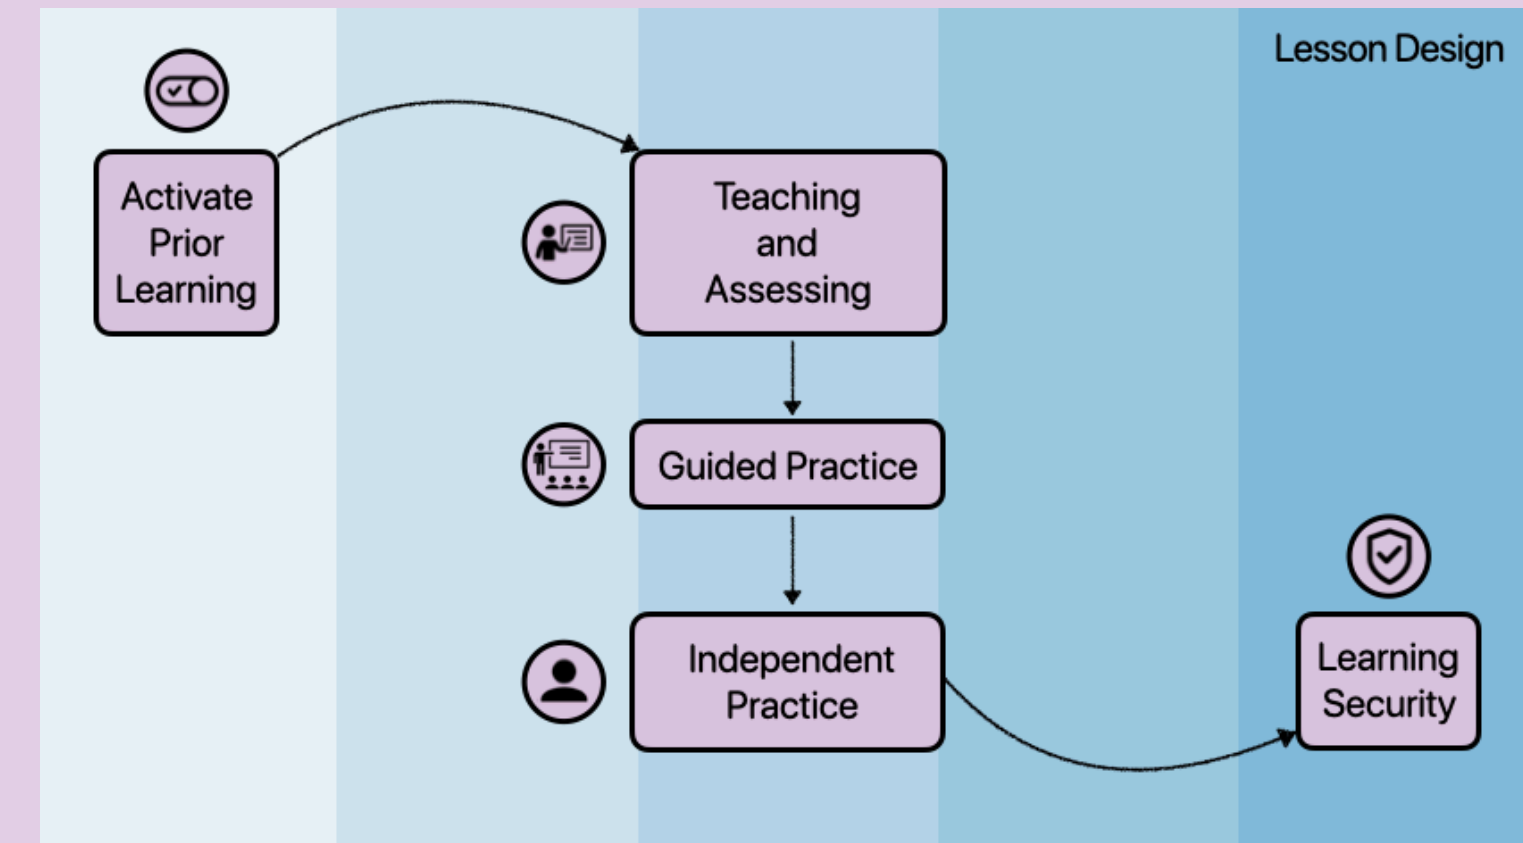 Lesson Design
Activate
Prior
Learning
Teaching
and
Assessing
Guided Practice
Independent
Practice
Learning
Security